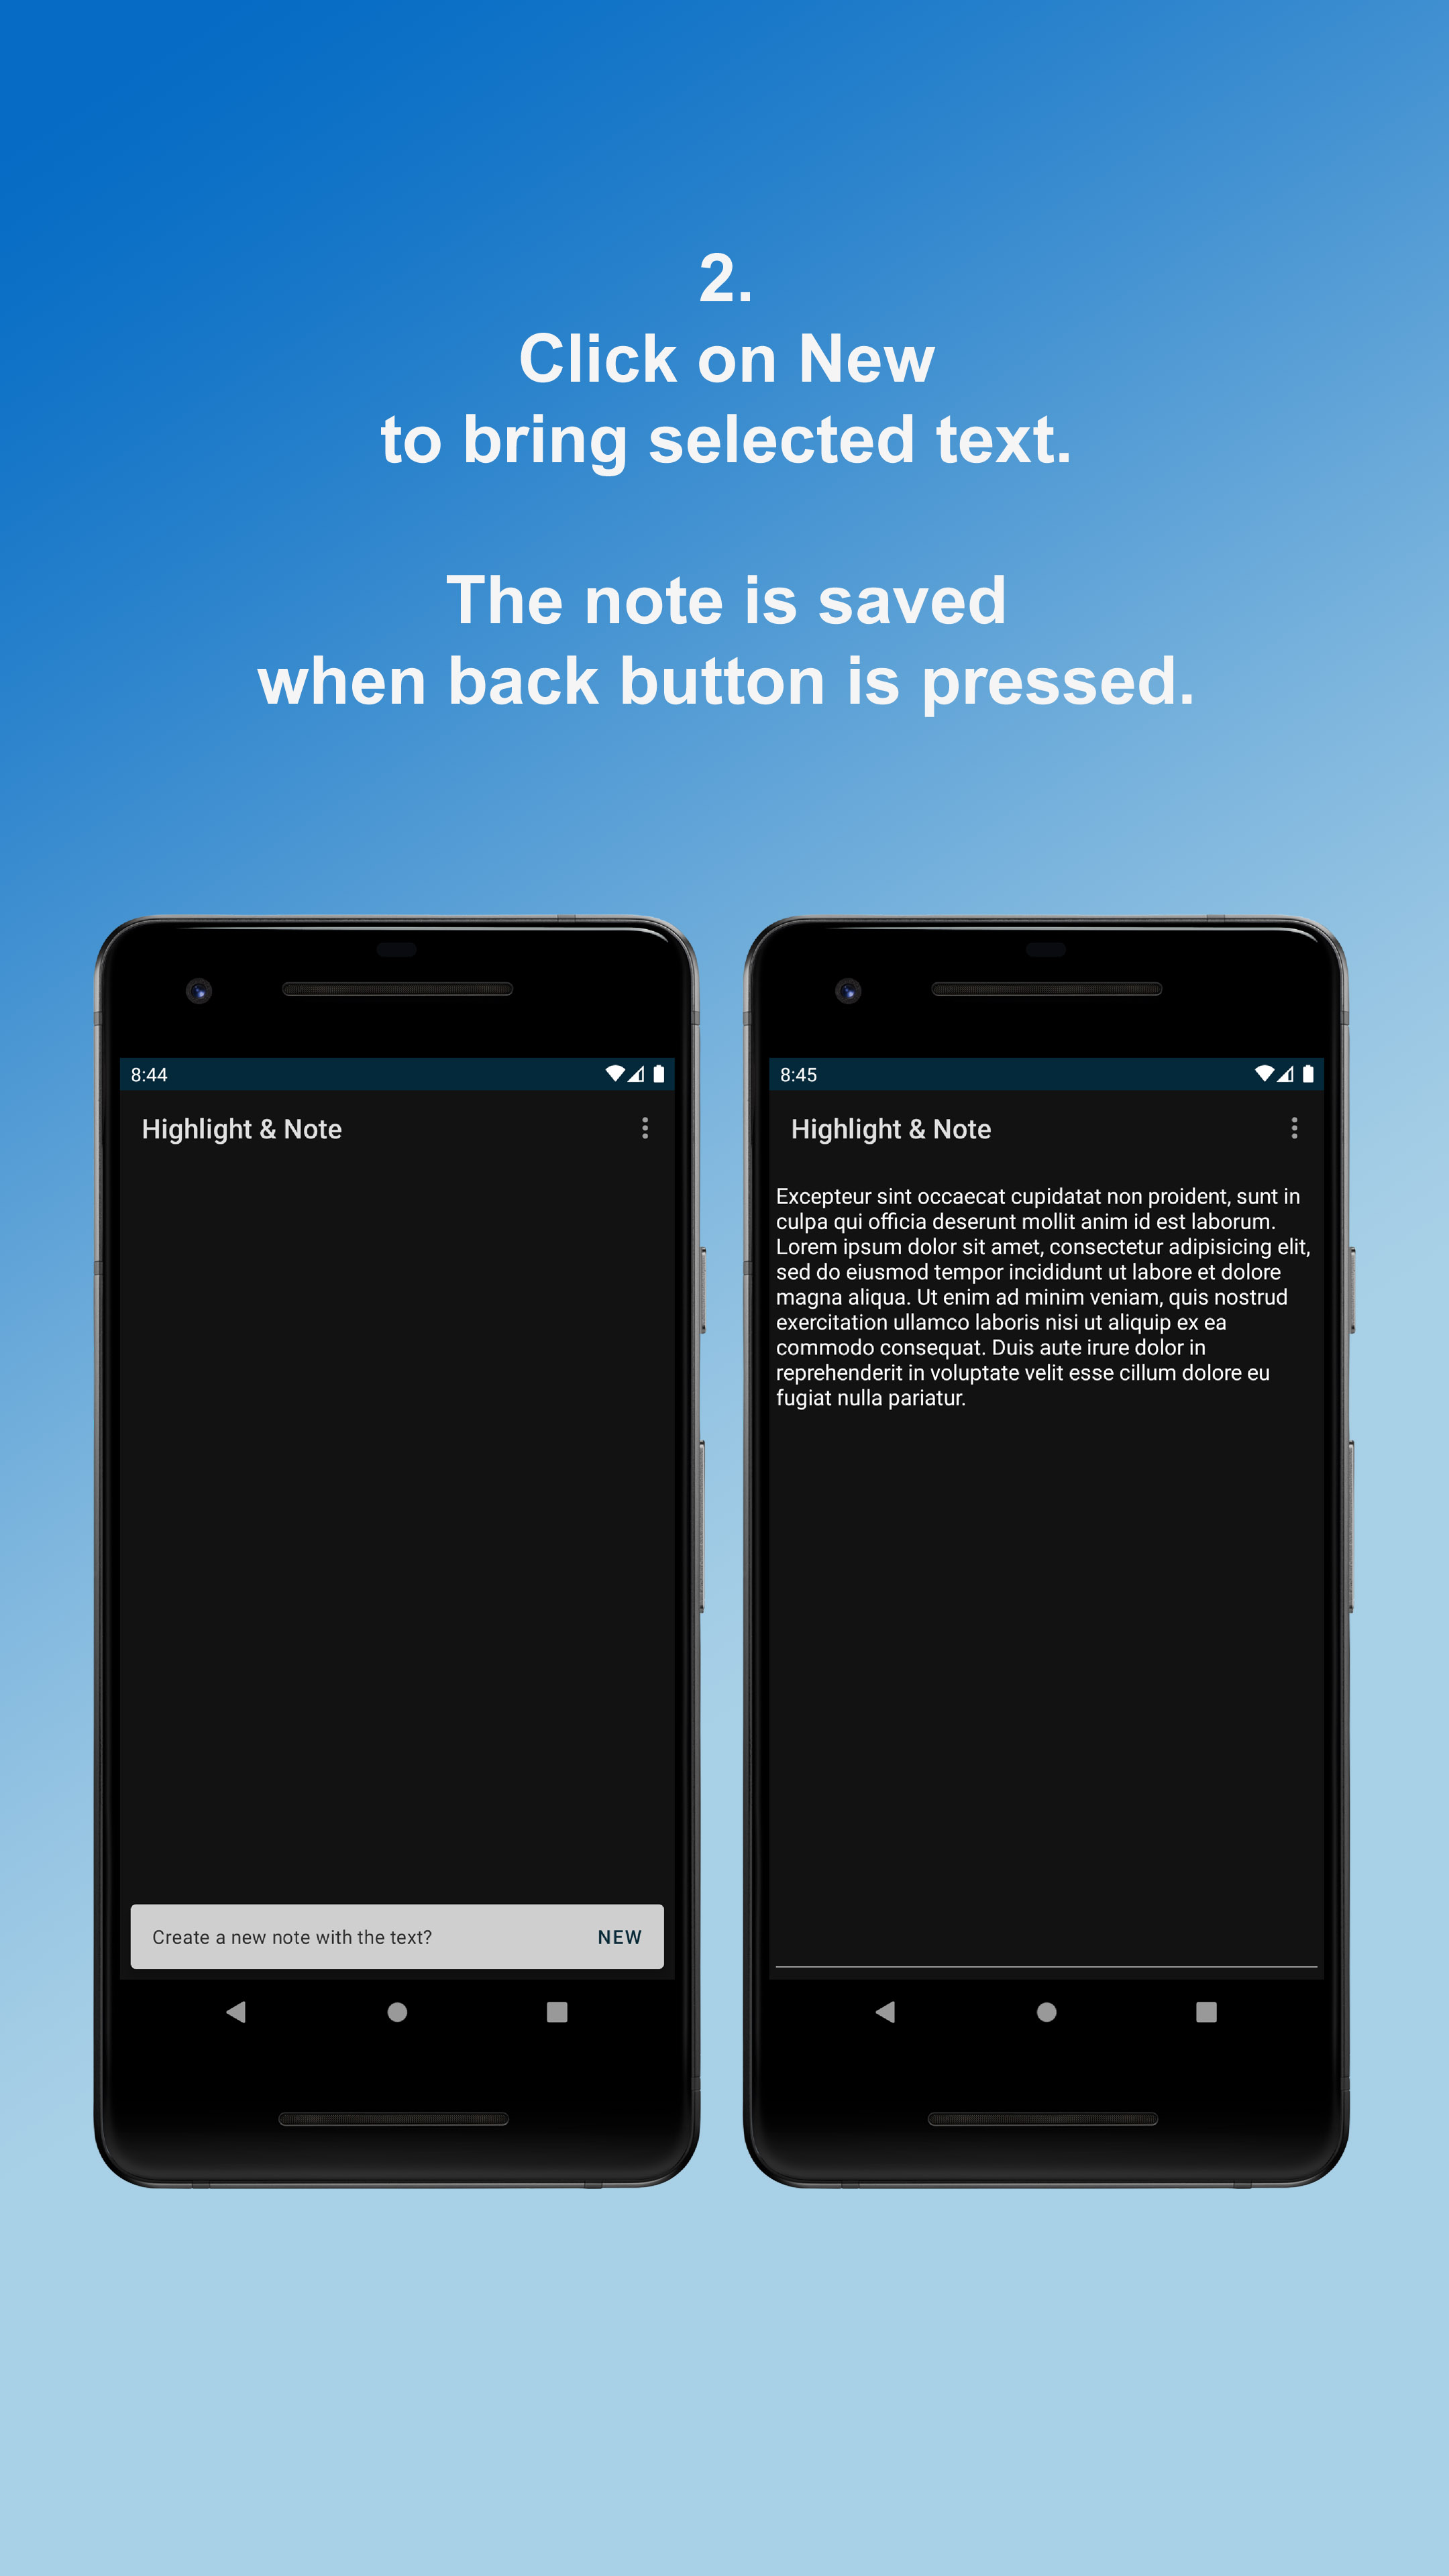 2.
Click on New
to bring selected text.
The note is saved
when back button is pressed.
8:44
Highlight & Note
Create a new note with the text?
NEW
8:45
Highlight & Note
Excepteur sint occaecat cupidatat non proident, sunt in
culpa qui officia deserunt mollit anim id est laborum.
Lorem ipsum dolor sit amet, consectetur adipisicing elit,
sed do eiusmod tempor incididunt ut labore et dolore
magna aliqua. Ut enim ad minim veniam, quis nostrud
exercitation ullamco laboris nisi ut aliquip ex ea
commodo consequat. Duis aute irure dolor in
reprehenderit in voluptate velit esse cillum dolore eu
fugiat nulla pariatur.